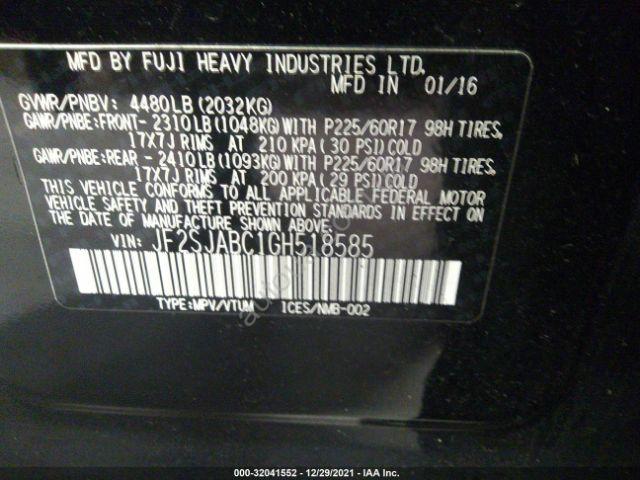 MFD BY FUJI HEAVY INDUSTRIES LTD.
MFD IN 01/16
GVWR/PNBV: 4480LB(2032KG)
GAWR/PNBE:FRONT- 2310LB(1048KG)WITH P225/60R17 98H TIRES,
17X7J RIMS AT 210 KPA(30 PSI)COLD
GAWR/PNBE:REAR - 2410LB(1093KG)WITH P225/60R17 98H TIRES,
17X7J RIMS AT 200 KPA(29 PSI)COLD
THIS VEHICLE CONFORMS TO ALL APPLICABLE FEDERAL MOTOR
VEHICLE SAFETY AND THEFT PREVENTION STANDARDS IN
EFFECT ON THE DATE OF MANUFACTURE SHOWN ABOVE.
VIN: JF2SJABC1GH518585
TYPE:MPV/VTUM ICES/NMB-002
000-32041552 - 12/29/2021 - IAA Inc.